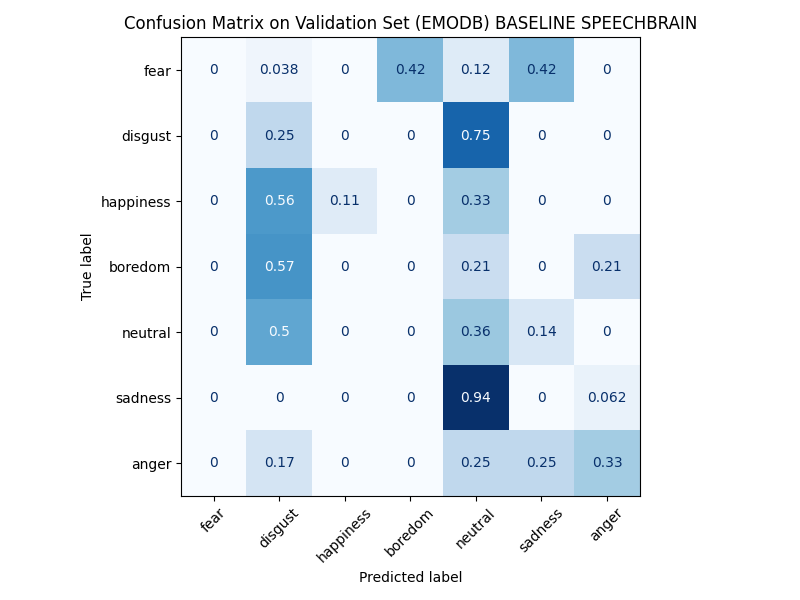 Confusion Matrix on Validation Set (EMODB) BASELINE SPEECHBRAIN
True label
fear 0 0.038 0 0.42 0.12 0.42 0
disgust 0 0.25 0 0 0.75 0 0
happiness 0 0.56 0.11 0 0.33 0 0
boredom 0 0.57 0 0 0.21 0 0.21
neutral 0 0.5 0 0 0.36 0.14 0
sadness 0 0 0 0 0.94 0 0.062
anger 0 0.17 0 0 0.25 0.25 0.33
fear disgust happiness boredom neutral sadness anger
Predicted label